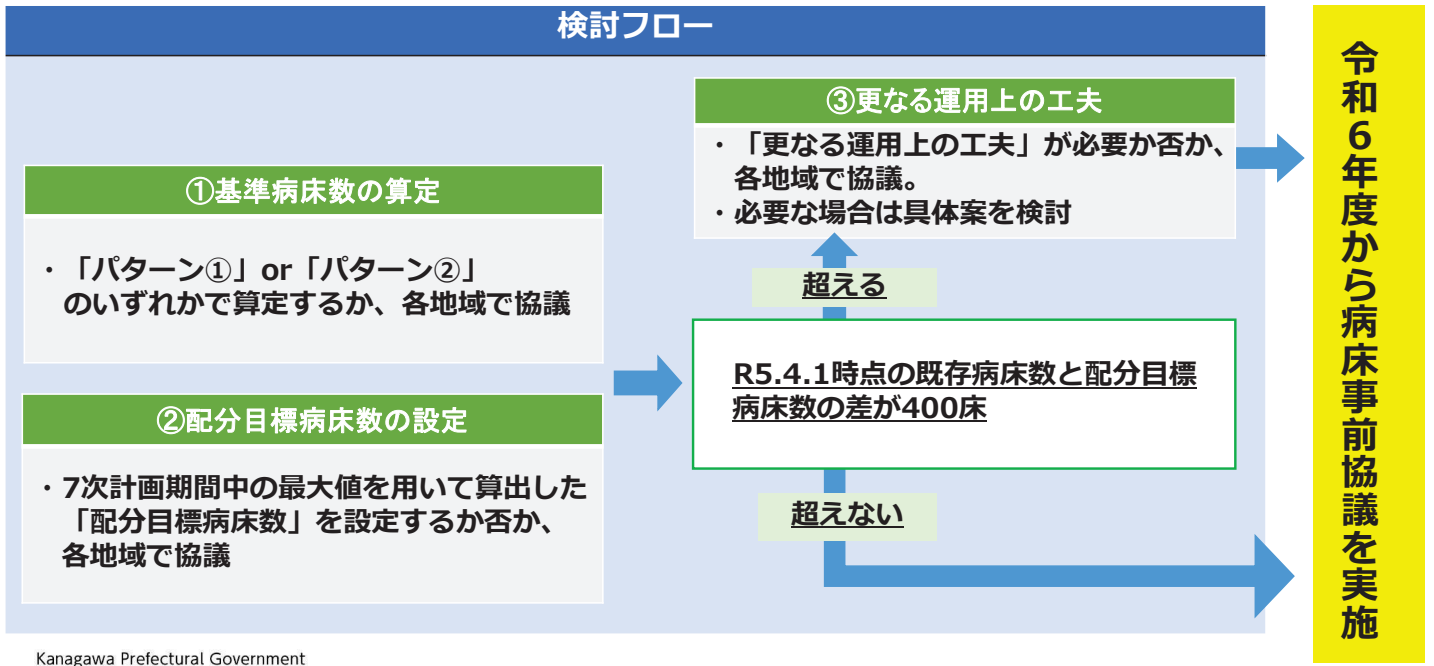 検討フロー
①基準病床数の算定
・「パターン①」or「パターン②」
のいずれかで算定するか、各地域で協議
②配分目標病床数の設定
・7次計画期間中の最大値を用いて算出した
「配分目標病床数」を設定するか否か、
各地域で協議
③更なる運用上の工夫
・「更なる運用上の工夫」が必要か否か、
各地域で協議。
・必要な場合は具体案を検討
超える
R5.4.1時点の既存病床数と配分目標
病床数の差が400床
超えない
令和6年度から病床事前協議を実施
Kanagawa Prefectural Government